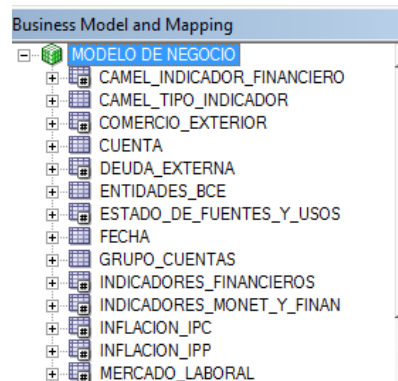 Business Model and Mapping
MODELO DE NEGOCIO
CAMEL_INDICADOR_FINANCIERO
CAMEL_TIPO_INDICADOR
COMERCIO_EXTERIOR
CUENTA
DEUDA_EXTERNA
ENTIDADES_BCE
ESTADO_DE_FUENTES_Y_USOS
FECHA
GRUPO_CUENTAS
INDICADORES_FINANCIEROS
INDICADORES_MONET_Y_FINAN
INFLACION_IPC
INFLACION_IPP
MERCADO_LABORAL